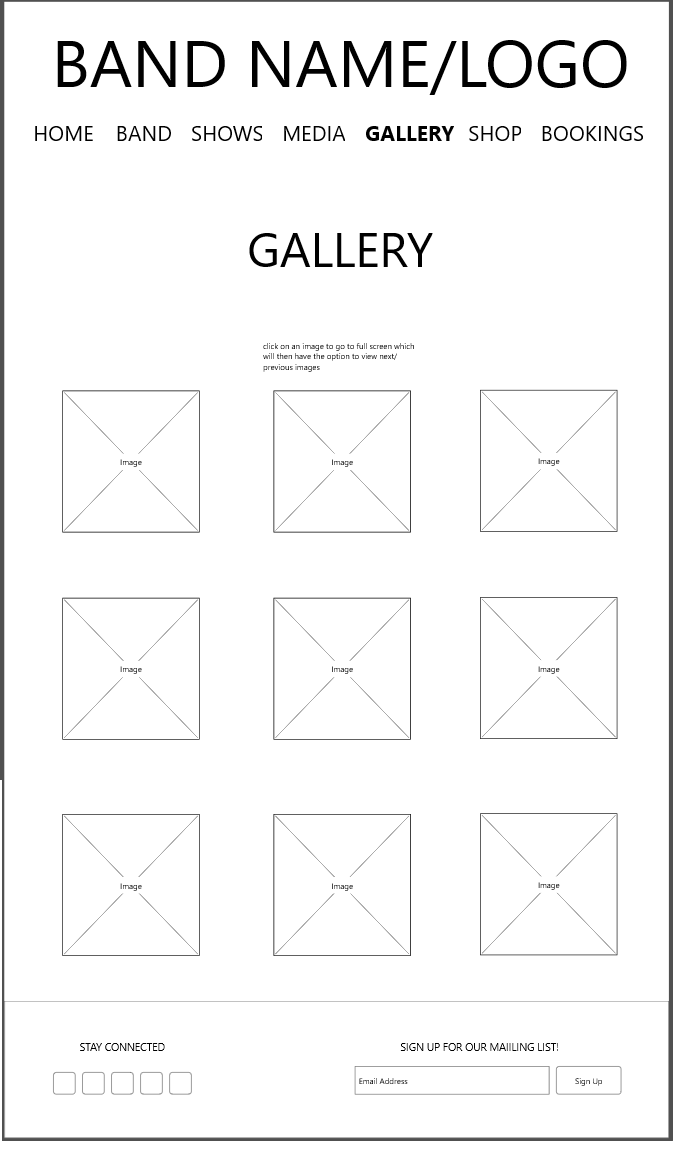 BAND NAME/LOGO
HOME BAND SHOWS MEDIA GALLERY SHOP BOOKINGS
GALLERY
click on an image to go to full screen which
will then have the option to view next/
previous images
Image Image Image
Image Image Image
Image Image Image
STAY CONNECTED
SIGN UP FOR OUR MAIILING LIST!
Email Address
Sign Up